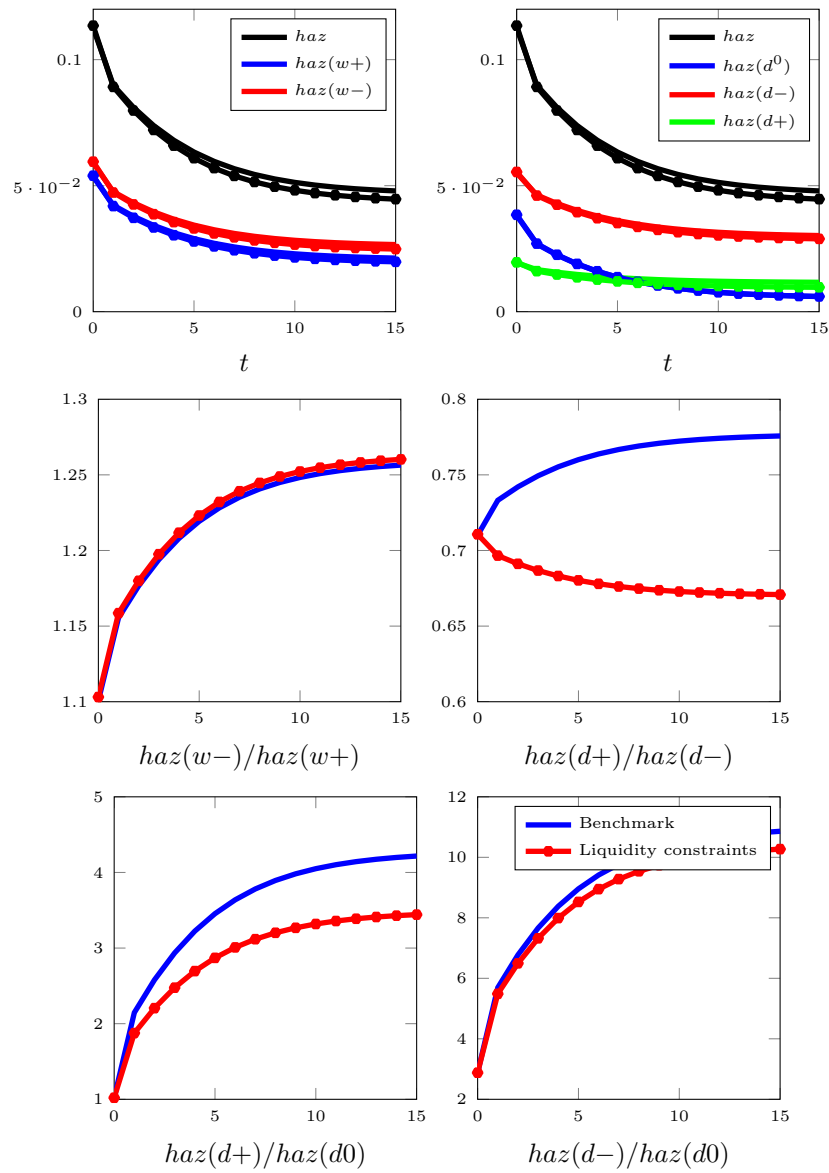 0.1
5 · 10⁻²
0
0 5 10 15
t
haz
haz(w+)
haz(w−)
0.1
5 · 10⁻²
0
0 5 10 15
t
haz
haz(d⁰)
haz(d−)
haz(d+)
1.3
1.25
1.2
1.15
1.1
0 5 10 15
haz(w−)/haz(w+)
0.8
0.75
0.7
0.65
0.6
0 5 10 15
haz(d+)/haz(d−)
5
4
3
2
1
0 5 10 15
haz(d+)/haz(d0)
12
10
8
6
4
2
0 5 10 15
haz(d−)/haz(d0)
Benchmark
Liquidity constraints